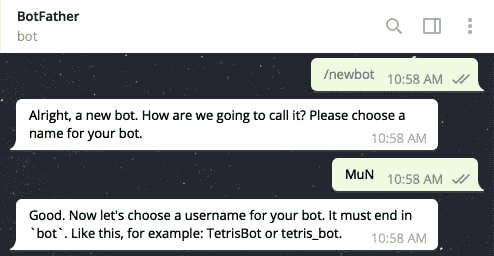 BotFather
bot
/newbot 10:58 AM
Alright, a new bot. How are we going to call it? Please choose a
name for your bot.
10:58 AM
MuN 10:58 AM
Good. Now let's choose a username for your bot. It must end in
`bot`. Like this, for example: TetrisBot or tetris_bot.
10:58 AM